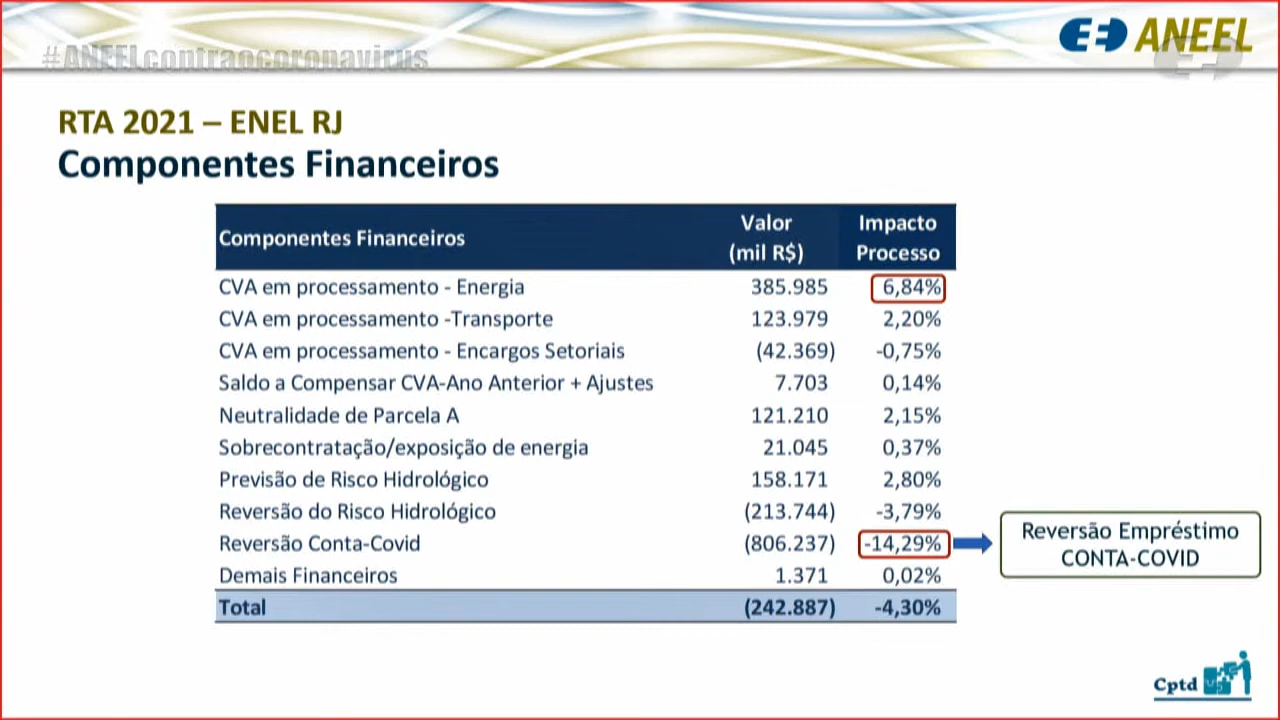 #ANEELcontraocoronavirus
ANEEL
RTA 2021 – ENEL RJ
Componentes Financeiros
Componentes Financeiros Valor (mil R$) Impacto Processo
CVA em processamento - Energia 385.985 6,84%
CVA em processamento -Transporte 123.979 2,20%
CVA em processamento - Encargos Setoriais (42.369) -0,75%
Saldo a Compensar CVA-Ano Anterior + Ajustes 7.703 0,14%
Neutralidade de Parcela A 121.210 2,15%
Sobrecontratação/exposição de energia 21.045 0,37%
Previsão de Risco Hidrológico 158.171 2,80%
Reversão do Risco Hidrológico (213.744) -3,79%
Reversão Conta-Covid (806.237) -14,29%
Demais Financeiros 1.371 0,02%
Total (242.887) -4,30%
Reversão Empréstimo
CONTA-COVID
Cptd